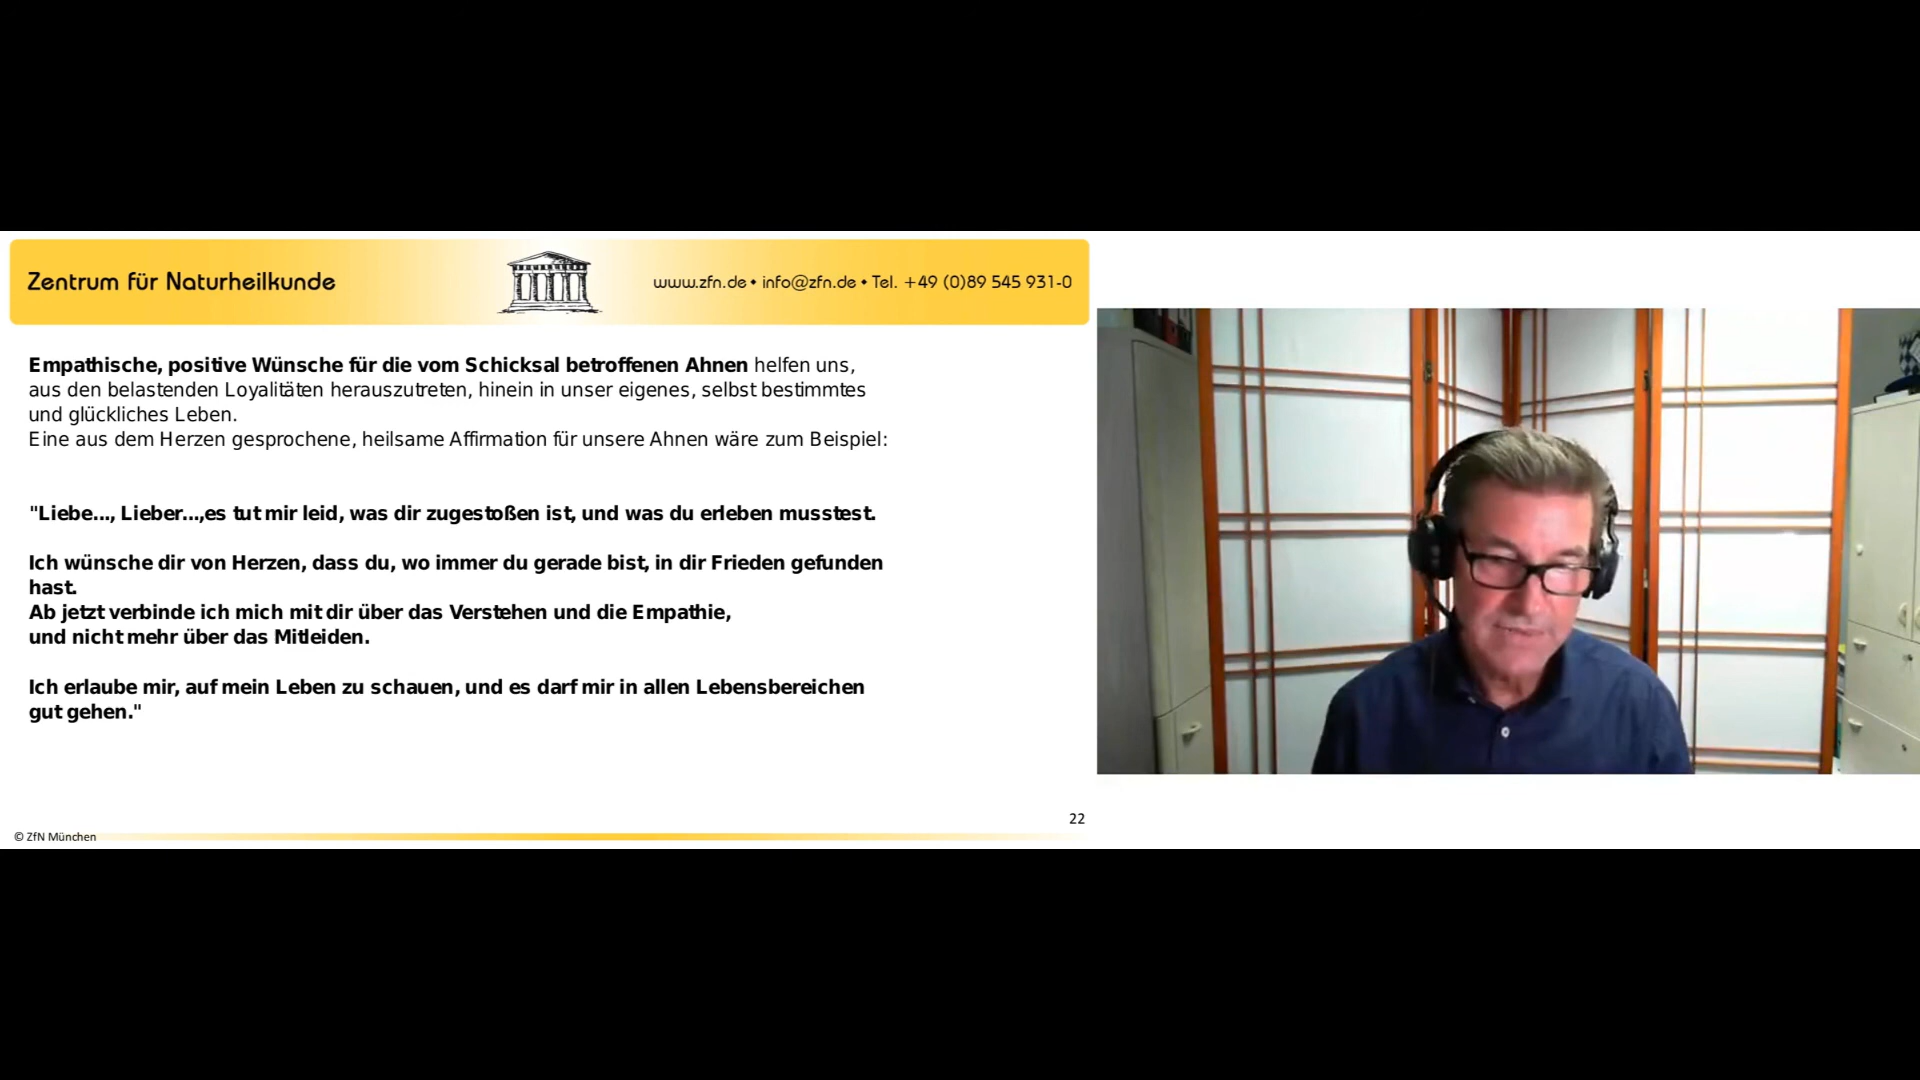 Zentrum für Naturheilkunde
www.zfn.de • info@zfn.de • Tel. +49 (0)89 545 931-0
Empathische, positive Wünsche für die vom Schicksal betroffenen Ahnen helfen uns,
aus den belastenden Loyalitäten herauszutreten, hinein in unser eigenes, selbst bestimmtes
und glückliches Leben.
Eine aus dem Herzen gesprochene, heilsame Affirmation für unsere Ahnen wäre zum Beispiel:
"Liebe..., Lieber...,es tut mir leid, was dir zugestoßen ist, und was du erleben musstest.
Ich wünsche dir von Herzen, dass du, wo immer du gerade bist, in dir Frieden gefunden
hast.
Ab jetzt verbinde ich mich mit dir über das Verstehen und die Empathie,
und nicht mehr über das Mitleiden.
Ich erlaube mir, auf mein Leben zu schauen, und es darf mir in allen Lebensbereichen
gut gehen."
22
© ZfN München